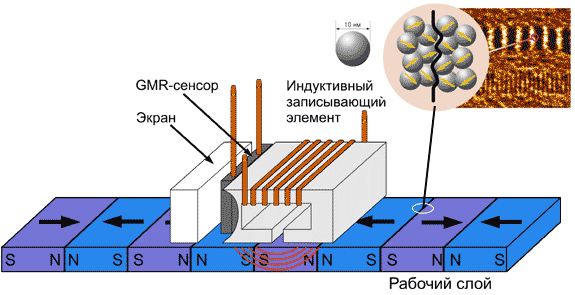 10 нм
GMR-сенсор
Экран
Индуктивный
записывающий
элемент
S N N S S N N S S N N S S N N S
Рабочий слой